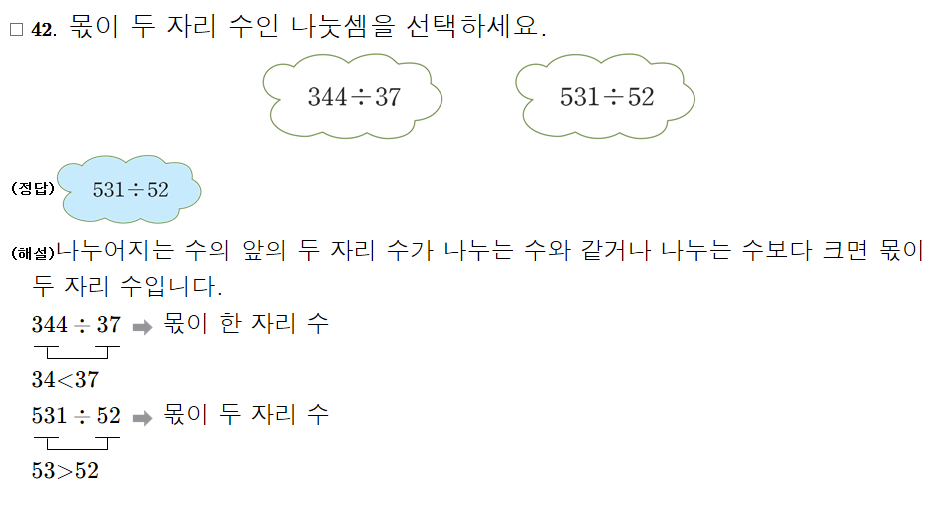 □ 42. 몫이 두 자리 수인 나눗셈을 선택하세요.
344÷37 531÷52
(정답) 531÷52
(해설)나누어지는 수의 앞의 두 자리 수가 나누는 수와 같거나 나누는 수보다 크면 몫이
두 자리 수입니다.
344÷37 ➡ 몫이 한 자리 수
34<37
531÷52 ➡ 몫이 두 자리 수
53>52